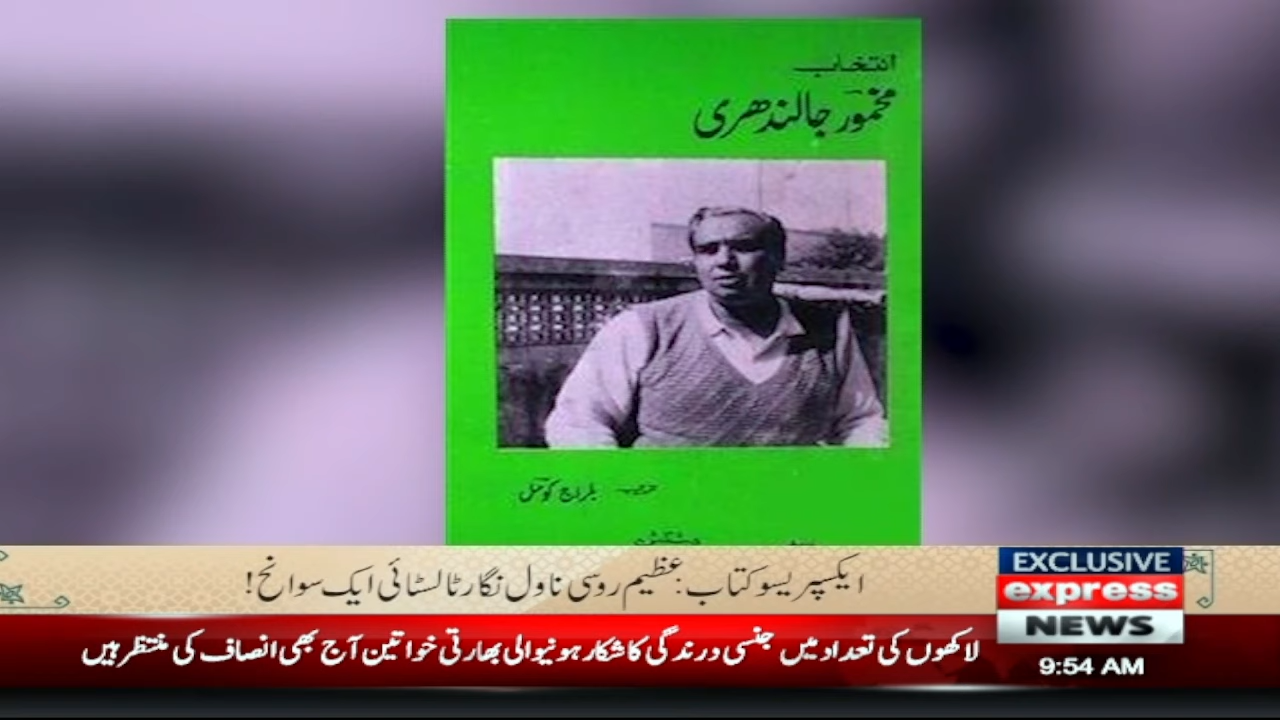 انتخاب
مخمور جالندھری
مرتب بلراج کومل
ایکسپریسو کتاب: عظیم روسی ناول نگار ٹالسٹائی ایک سوانح!
EXCLUSIVE
express
NEWS
لاکھوں کی تعداد میں جنسی درندگی کا شکار ہونیوالی بھارتی خواتین آج بھی انصاف کی منتظر ہیں
9:54 AM